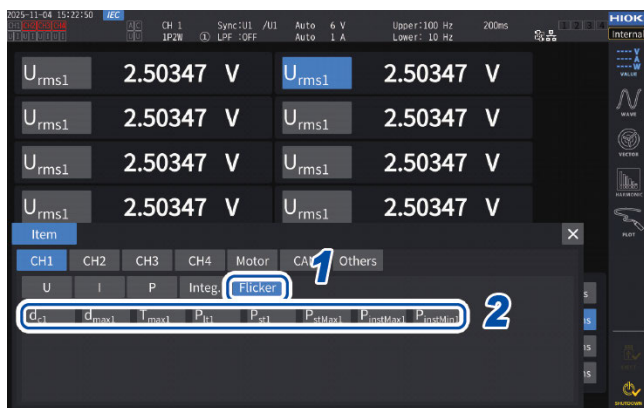 2025-11-04 15:22:50 IEC
CH 1 Sync:U1 /U1 Auto 6 V Upper:100 Hz 200ms
1P2W ① LPF :OFF Auto 1 A Lower: 10 Hz
HIOKI
Internal
Urms1 2.50347 V Urms1 2.50347 V
Urms1 2.50347 V Urms1 2.50347 V
Urms1 2.50347 V Urms1 2.50347 V
Urms1 2.50347 V Urms1 2.50347 V
V
A
W
VALUE
WAVE
VECTOR
HARMONIC
PLOT
SHUTDOWN
Item ×
CH1 CH2 CH3 CH4 Motor Others
1
U I P Integ. Flicker
2
dc1 dmax1 Tmax1 Plt1 Pst1 PstMax1 PinstMax1 PinstMin1